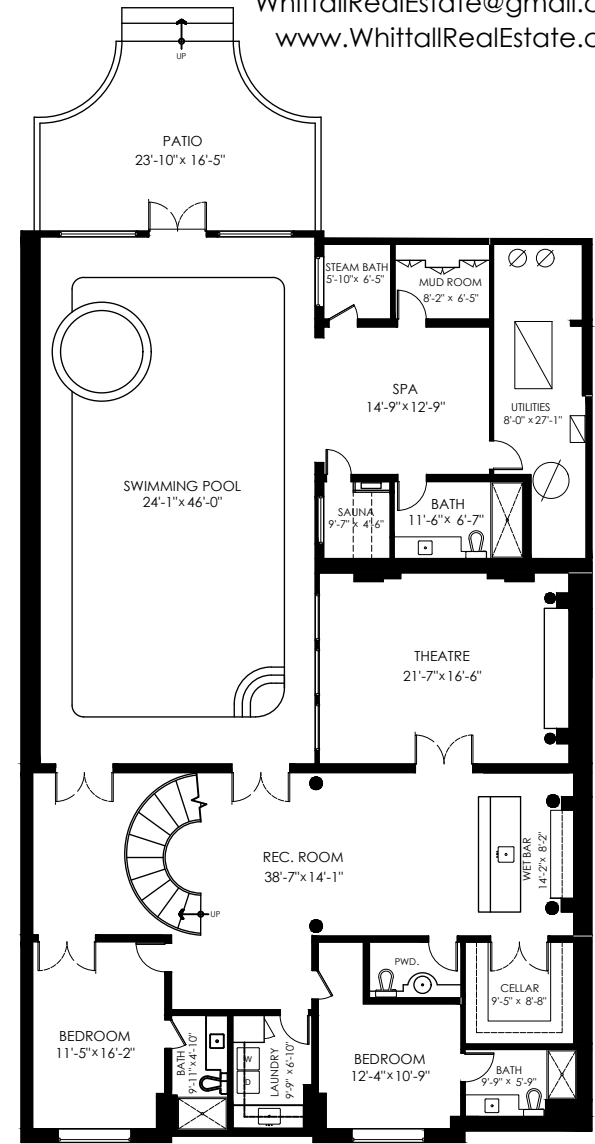 WhittallRealEstate@gmail.c
www.WhittallRealEstate.c
UP
PATIO
23'-10" x 16'-5"
STEAM BATH
5'-10" x 6'-5"
MUD ROOM
8'-2" x 6'-5"
SPA
14'-9" x 12'-9"
UTILITIES
8'-0" x 27'-1"
SWIMMING POOL
24'-1" x 46'-0"
SAUNA
9'-7" x 4'-6"
BATH
11'-6" x 6'-7"
THEATRE
21'-7" x 16'-6"
REC. ROOM
38'-7" x 14'-1"
WET BAR
14'-2" x 8'-2"
UP
PWD.
CELLAR
9'-5" x 8'-8"
BEDROOM
11'-5" x 16'-2"
BATH
9'-11" x 4'-10"
W
D
LAUNDRY
9'-9" x 6'-10"
BEDROOM
12'-4" x 10'-9"
BATH
9'-9" x 5'-9"